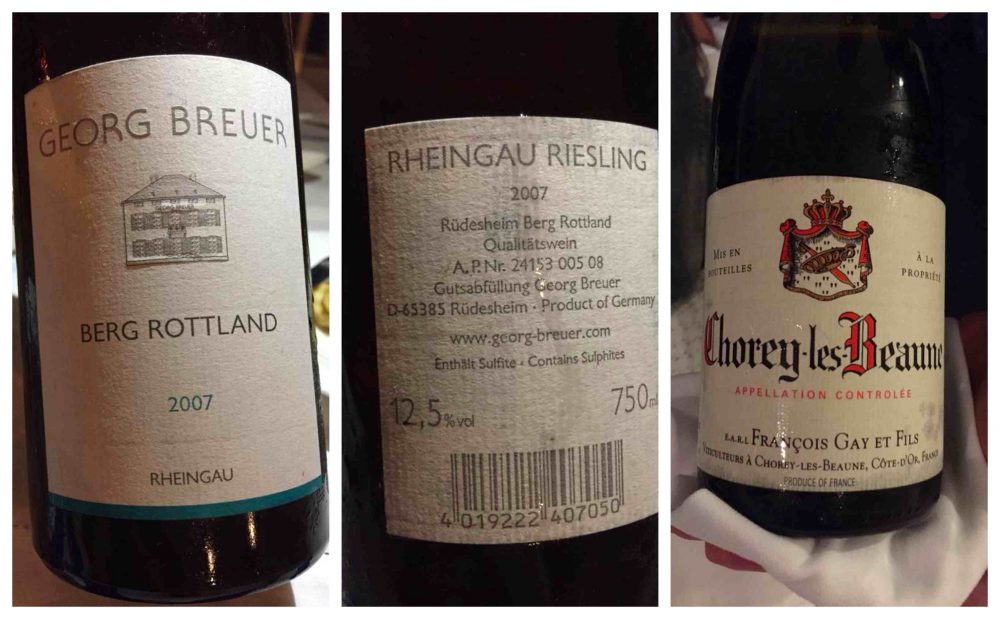 GEORG BREUER
BERG ROTTLAND
2007
RHEINGAU
RHEINGAU RIESLING
2007
Rüdesheim Berg Rottland
Qualitätswein
A.P. Nr. 24153 005 08
Gutsabfüllung Georg Breuer
D-65385 Rüdesheim · Product of Germany
www.georg-breuer.com
Enthält Sulfite · Contains Sulphites
12,5 %vol
750 ml
4 019222 407050
MIS EN BOUTEILLES
À LA PROPRIÉTÉ
Chorey-les-Beaune
APPELLATION CONTROLÉE
E.A.R.L FRANÇOIS GAY ET FILS
VITICULTEURS À CHOREY-LES-BEAUNE, CÔTE-D'OR, FRANCE
PRODUCE OF FRANCE